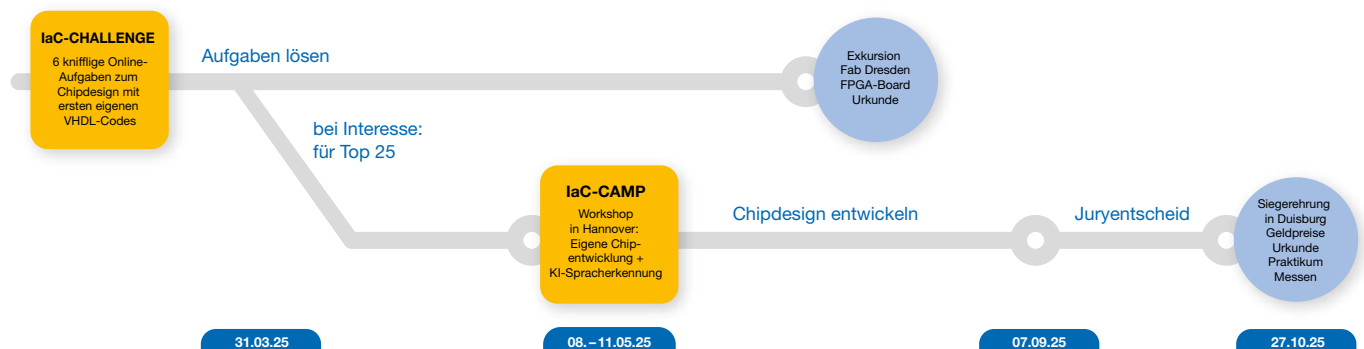 IaC-CHALLENGE
6 knifflige Online-
Aufgaben zum
Chipdesign mit
ersten eigenen
VHDL-Codes
Aufgaben lösen
Exkursion
Fab Dresden
FPGA-Board
Urkunde
bei Interesse:
für Top 25
IaC-CAMP
Workshop
in Hannover:
Eigene Chip-
entwicklung +
KI-Spracherkennung
Chipdesign entwickeln
Juryentscheid
Siegerehrung
in Duisburg
Geldpreise
Urkunde
Praktikum
Messen
31.03.25
08. – 11.05.25
07.09.25
27.10.25